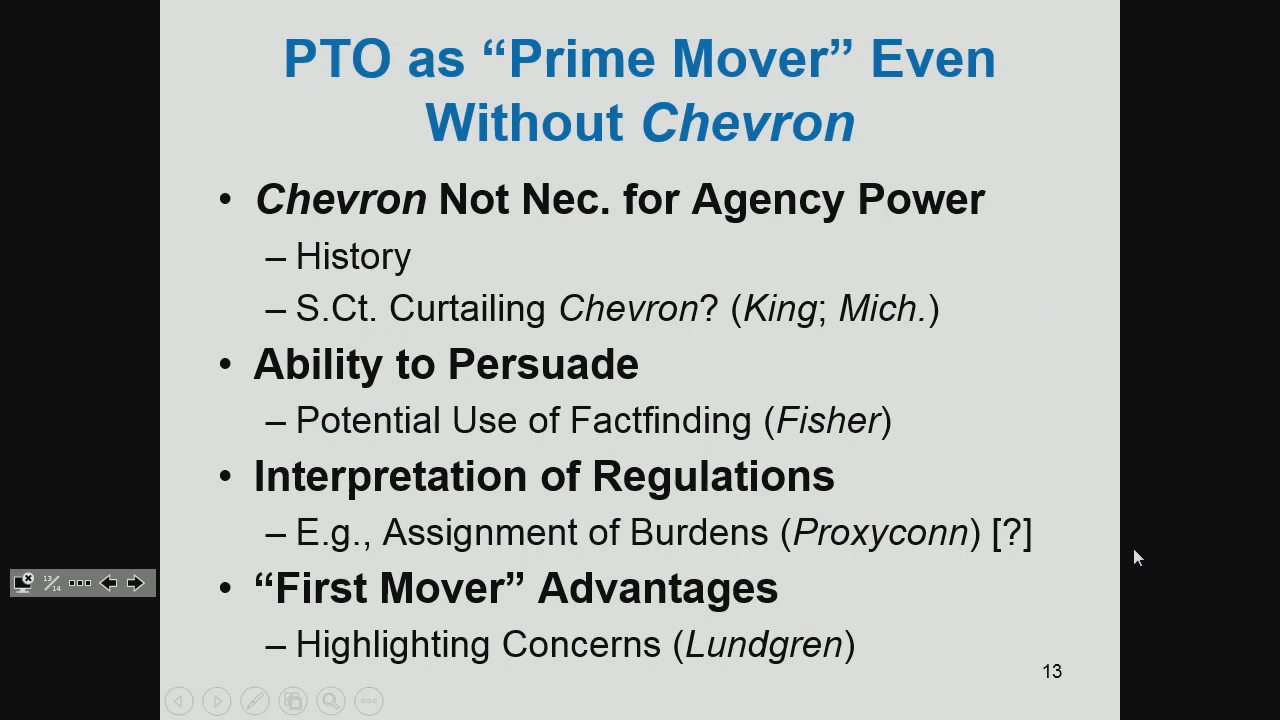 PTO as “Prime Mover” Even
Without Chevron
• Chevron Not Nec. for Agency Power
– History
– S.Ct. Curtailing Chevron? (King; Mich.)
• Ability to Persuade
– Potential Use of Factfinding (Fisher)
• Interpretation of Regulations
– E.g., Assignment of Burdens (Proxyconn) [?]
• “First Mover” Advantages
– Highlighting Concerns (Lundgren)
13/14
13